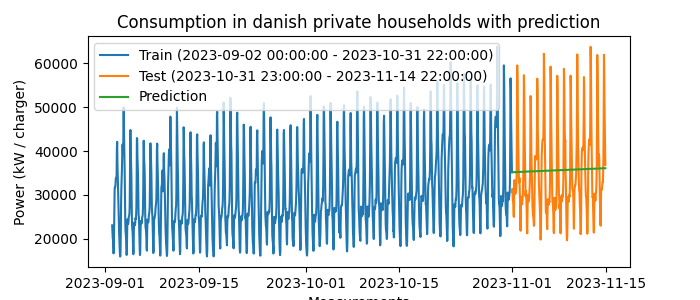 Consumption in danish private households with prediction
Train (2023-09-02 00:00:00 - 2023-10-31 22:00:00)
Test (2023-10-31 23:00:00 - 2023-11-14 22:00:00)
Prediction
Power (kW / charger)
60000
50000
40000
30000
20000
2023-09-01
2023-09-15
2023-10-01
2023-10-15
2023-11-01
2023-11-15
Measurements